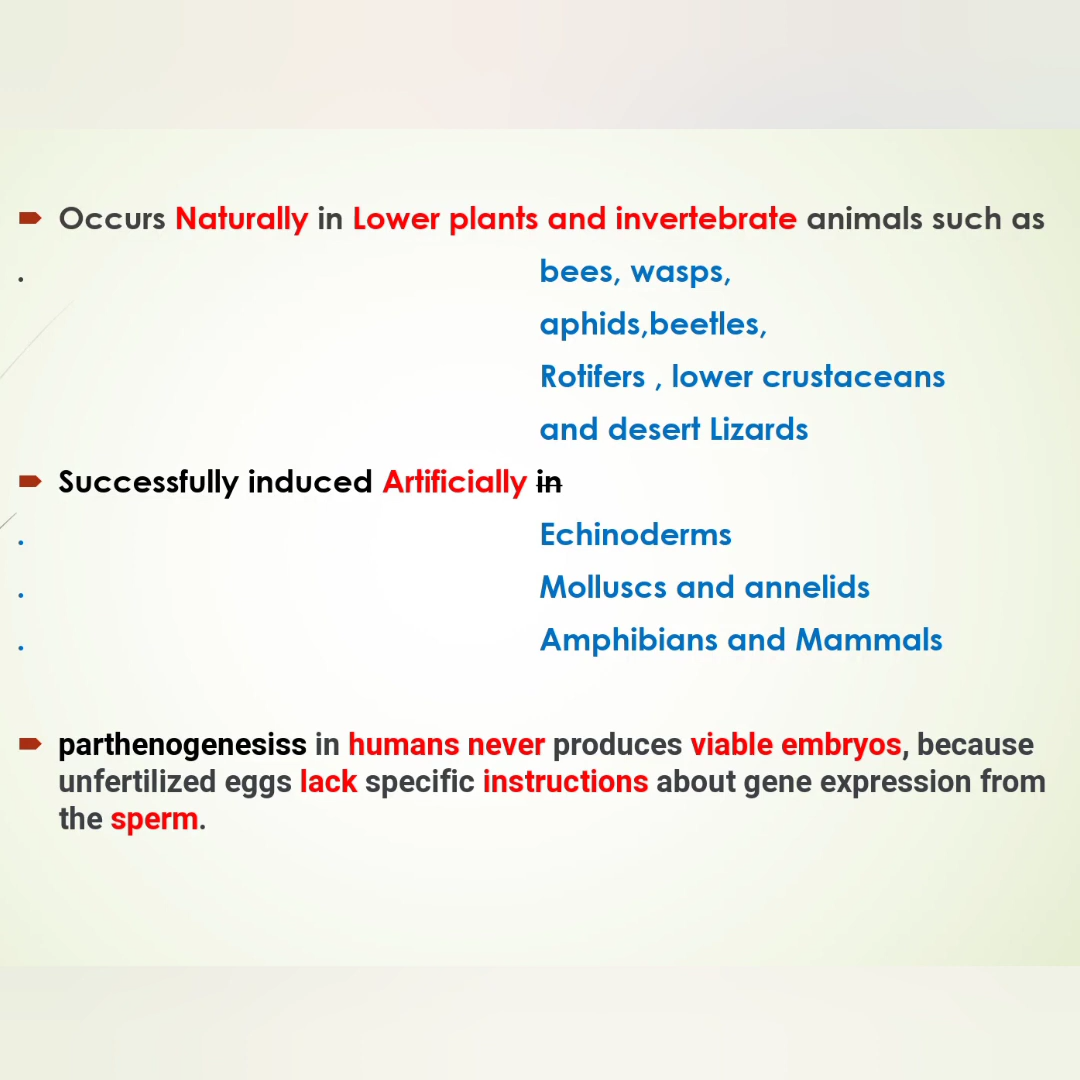 Occurs Naturally in Lower plants and invertebrate animals such as
. bees, wasps,
aphids,beetles,
Rotifers , lower crustaceans
and desert Lizards
Successfully induced Artificially in
. Echinoderms
. Molluscs and annelids
. Amphibians and Mammals
parthenogenesiss in humans never produces viable embryos, because
unfertilized eggs lack specific instructions about gene expression from
the sperm.